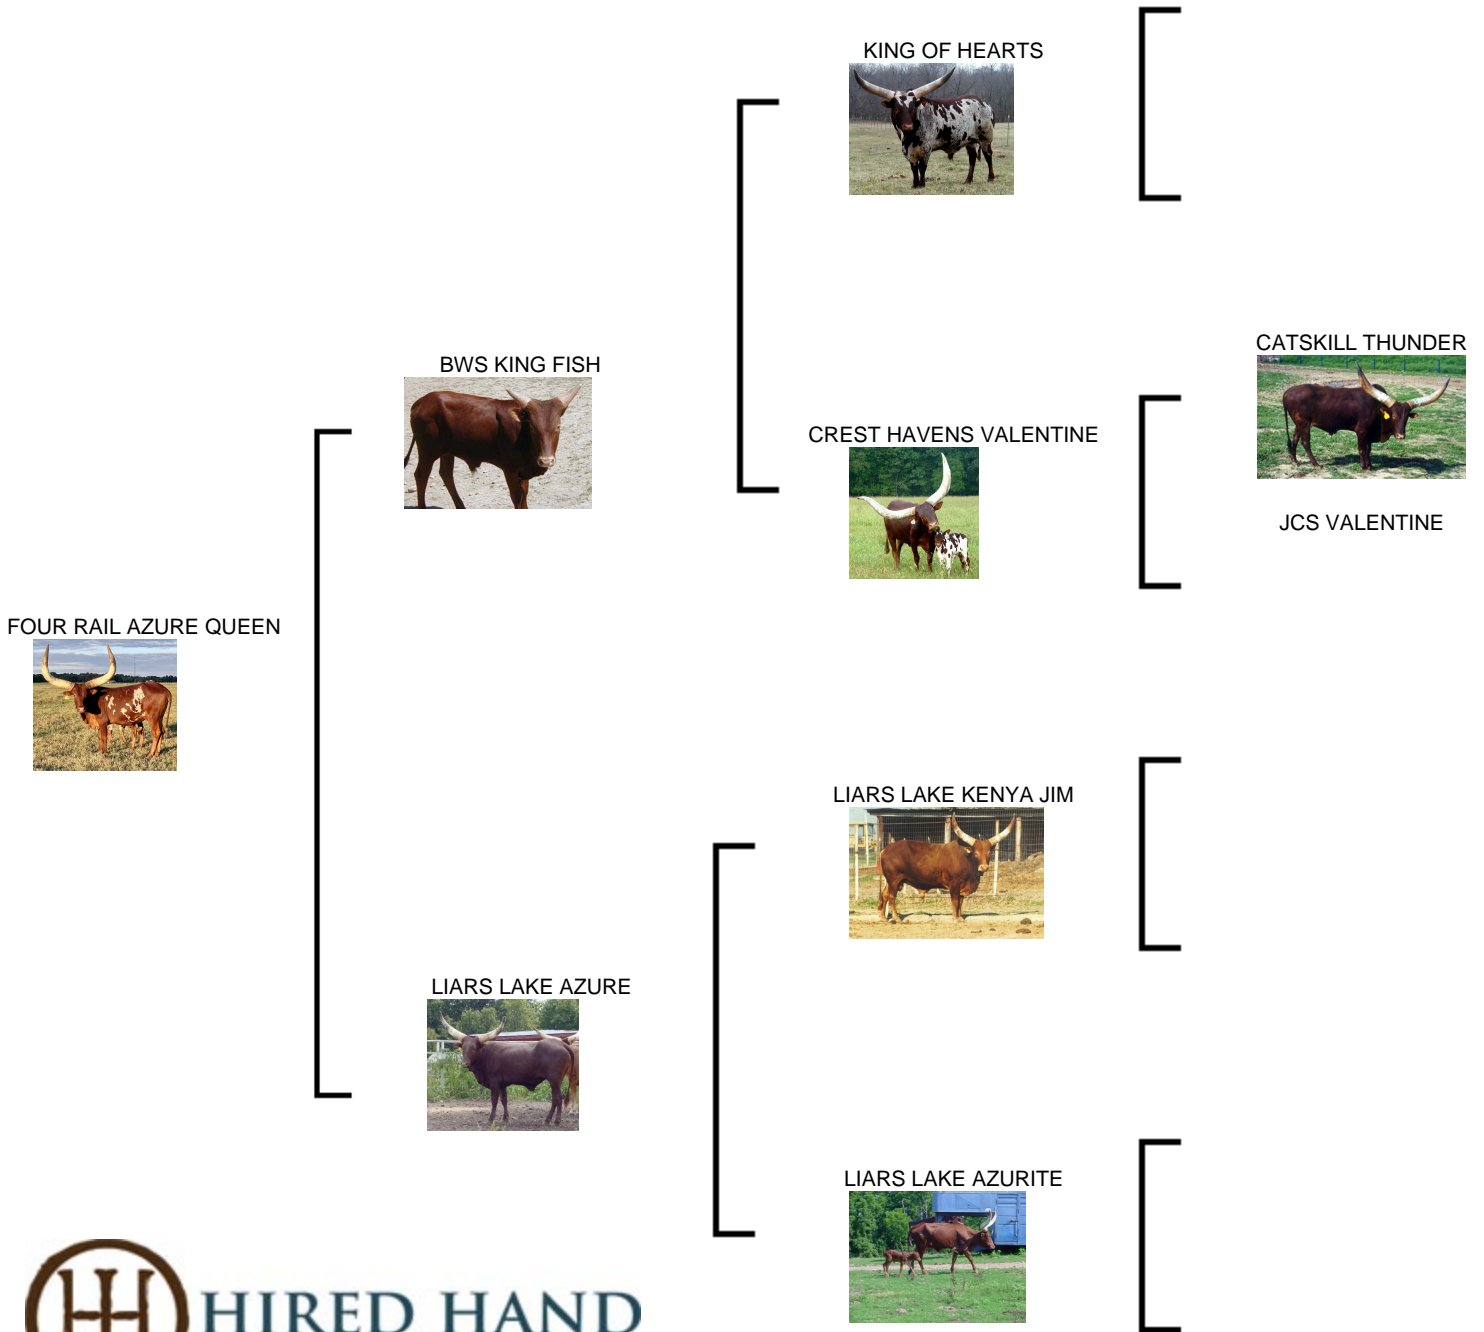 KING OF HEARTS
CATSKILL THUNDER
BWS KING FISH
CREST HAVENS VALENTINE
JCS VALENTINE
FOUR RAIL AZURE QUEEN
LIARS LAKE KENYA JIM
LIARS LAKE AZURE
LIARS LAKE AZURITE
HIRED HAND